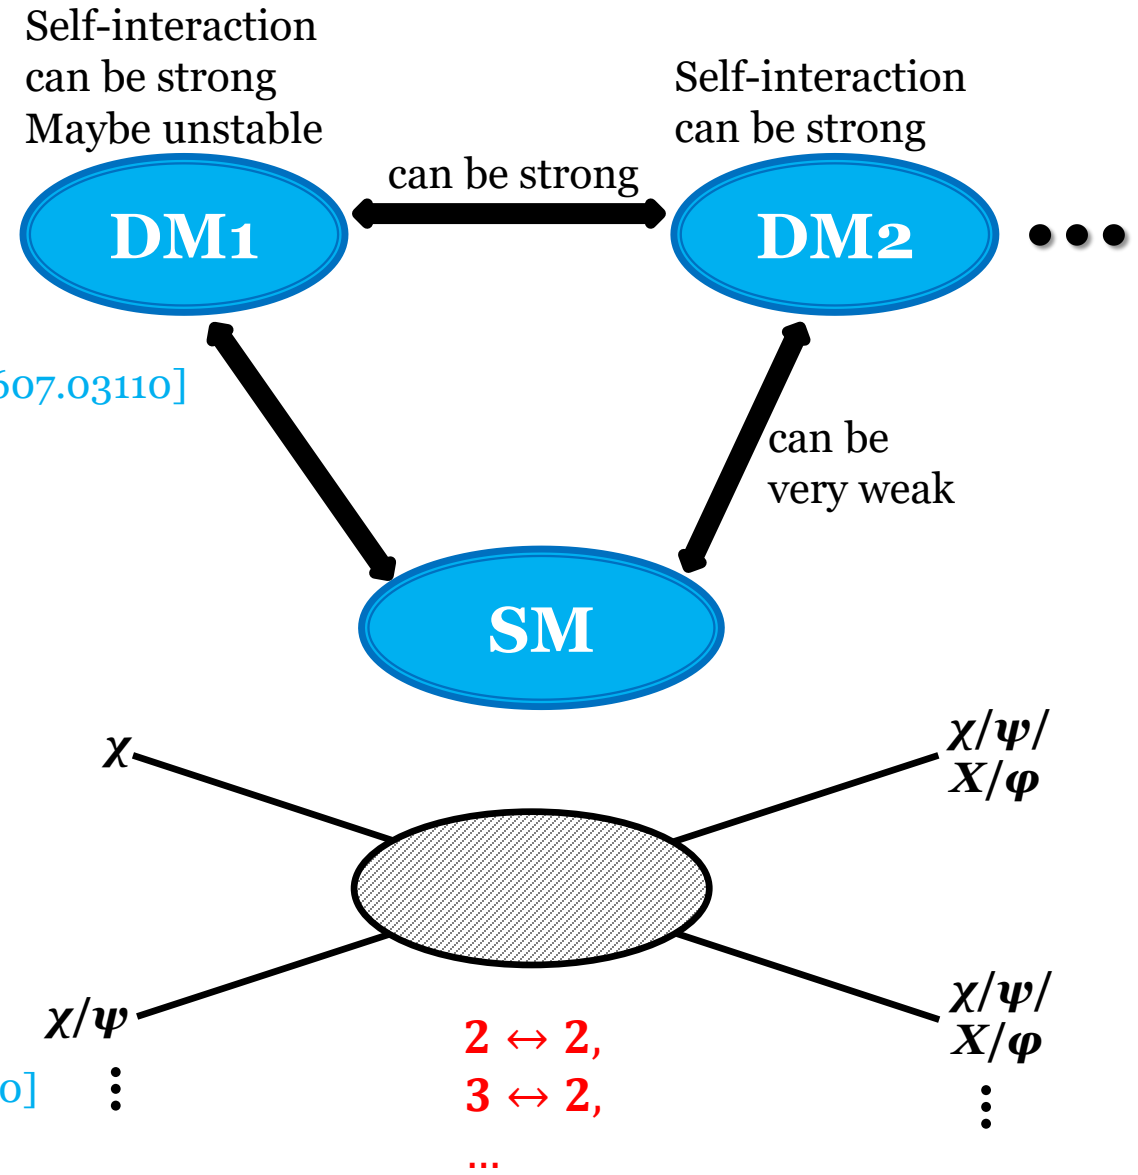 Self-interaction
can be strong
Maybe unstable
Self-interaction
can be strong
can be strong
DM1
DM2
•••
607.03110]
can be
very weak
SM
χ
χ/ψ/
X/φ
χ/ψ
χ/ψ/
X/φ
2 ↔ 2,
3 ↔ 2,
...
0]
⋮
⋮